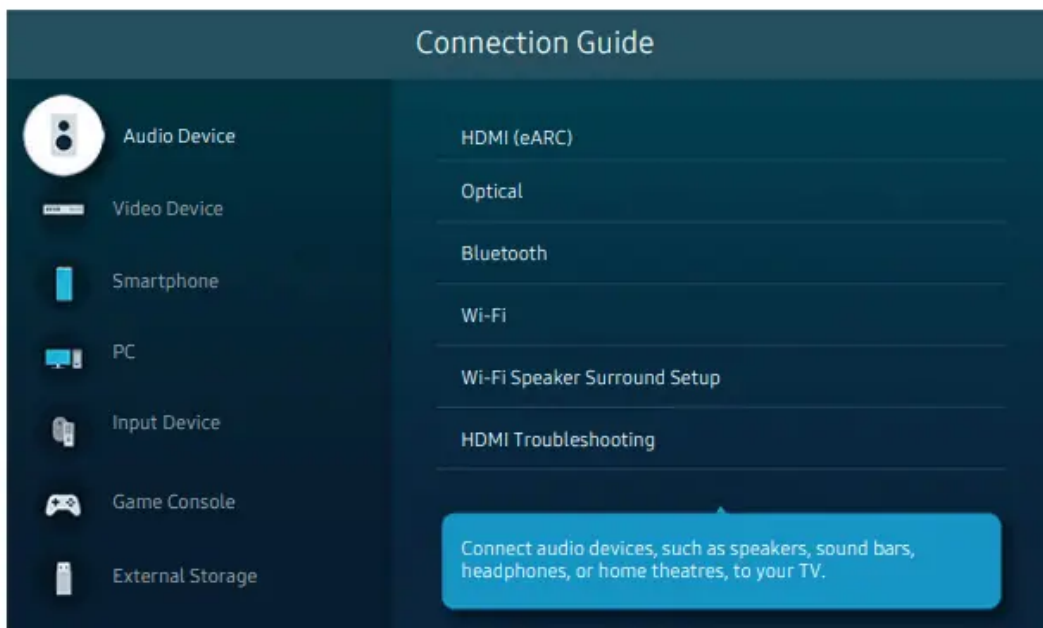 Connection Guide
Audio Device
Video Device
Smartphone
PC
Input Device
Game Console
External Storage
HDMI (eARC)
Optical
Bluetooth
Wi-Fi
Wi-Fi Speaker Surround Setup
HDMI Troubleshooting
Connect audio devices, such as speakers, sound bars,
headphones, or home theatres, to your TV.